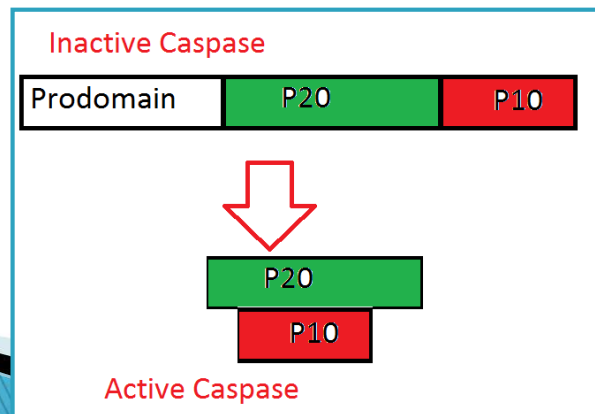 Inactive Caspase
Prodomain P20 P10
P20
P10
Active Caspase